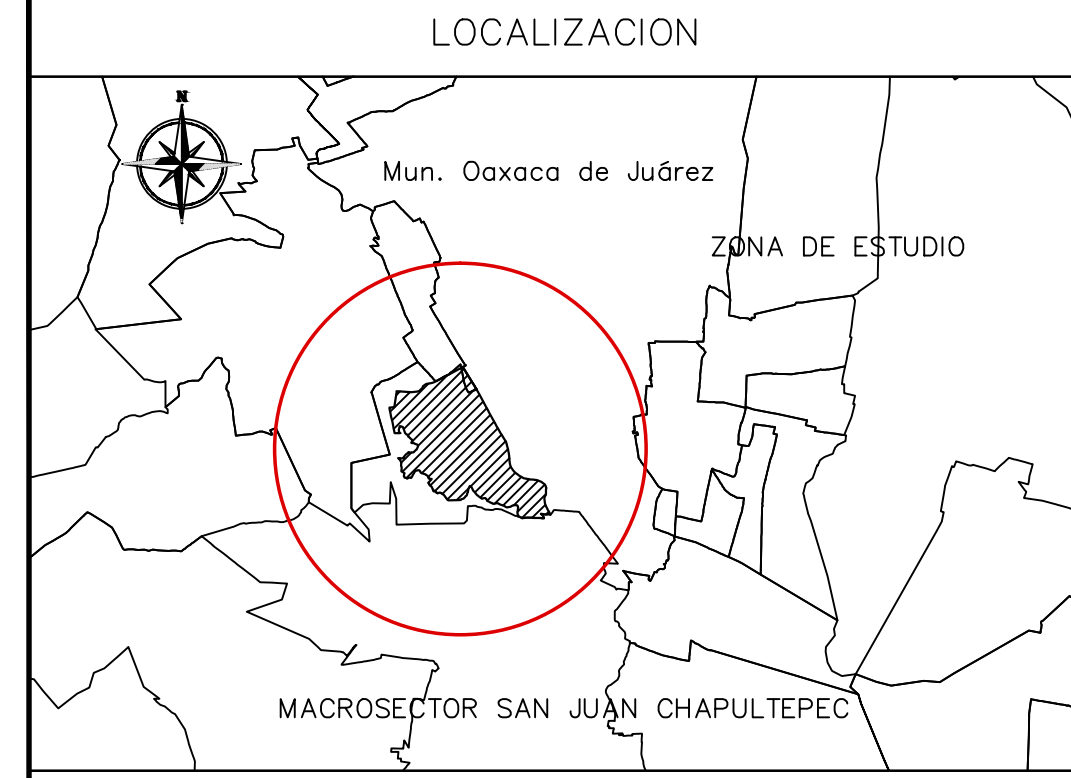 LOCALIZACION
N
Mun. Oaxaca de Juárez
ZONA DE ESTUDIO
MACROSECTOR SAN JUAN CHAPULTEPEC